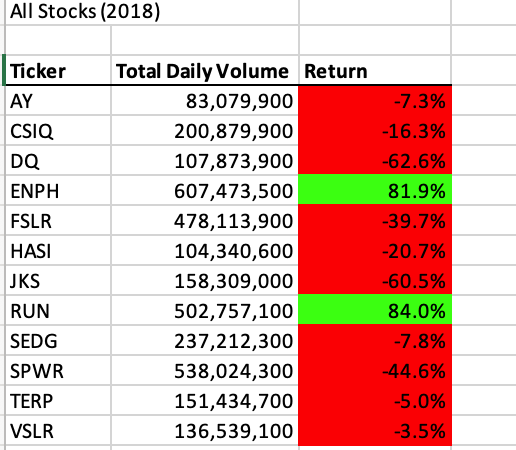 All Stocks (2018)
Ticker Total Daily Volume Return
AY 83,079,900 -7.3%
CSIQ 200,879,900 -16.3%
DQ 107,873,900 -62.6%
ENPH 607,473,500 81.9%
FSLR 478,113,900 -39.7%
HASI 104,340,600 -20.7%
JKS 158,309,000 -60.5%
RUN 502,757,100 84.0%
SEDG 237,212,300 -7.8%
SPWR 538,024,300 -44.6%
TERP 151,434,700 -5.0%
VSLR 136,539,100 -3.5%